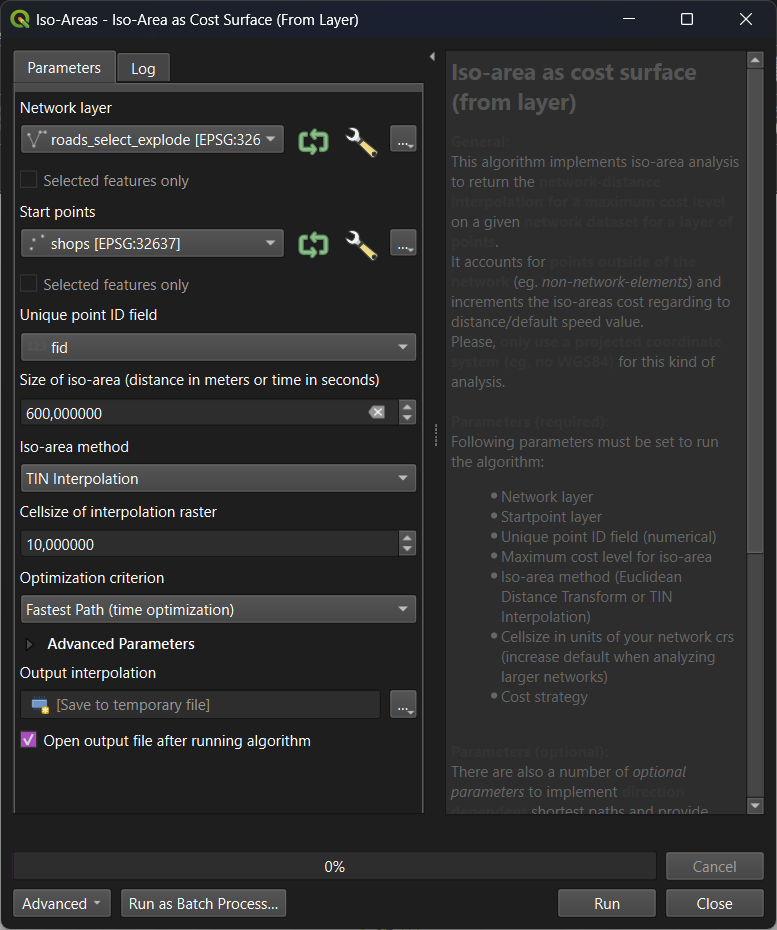 Iso-Areas - Iso-Area as Cost Surface (From Layer)
Parameters
Log
Network layer
roads_select_explode [EPSG:326
...
Selected features only
Start points
shops [EPSG:32637]
...
Selected features only
Unique point ID field
123 fid
Size of iso-area (distance in meters or time in seconds)
600,000000
Iso-area method
TIN Interpolation
Cellsize of interpolation raster
10,000000
Optimization criterion
Fastest Path (time optimization)
Advanced Parameters
Output interpolation
[Save to temporary file]
...
Open output file after running algorithm
Iso-area as cost surface
(from layer)
General:
This algorithm implements iso-area analysis
to return the network-distance
interpolation for a maximum cost level
on a given network dataset for a layer of
points.
It accounts for points outside of the
network (eg. non-network-elements) and
increments the iso-areas cost regarding to
distance/default speed value.
Please, only use a projected coordinate
system (eg. no WGS84) for this kind of
analysis.
Parameters (required):
Following parameters must be set to run
the algorithm:
Network layer
Startpoint layer
Unique point ID field (numerical)
Maximum cost level for iso-area
Iso-area method (Euclidean
Distance Transform or TIN
Interpolation)
Cellsize in units of your network crs
(increase default when analyzing
larger networks)
Cost strategy
Parameters (optional):
There are also a number of optional
parameters to implement direction
dependent shortest paths and provide
0%
Cancel
Advanced
Run as Batch Process...
Run
Close